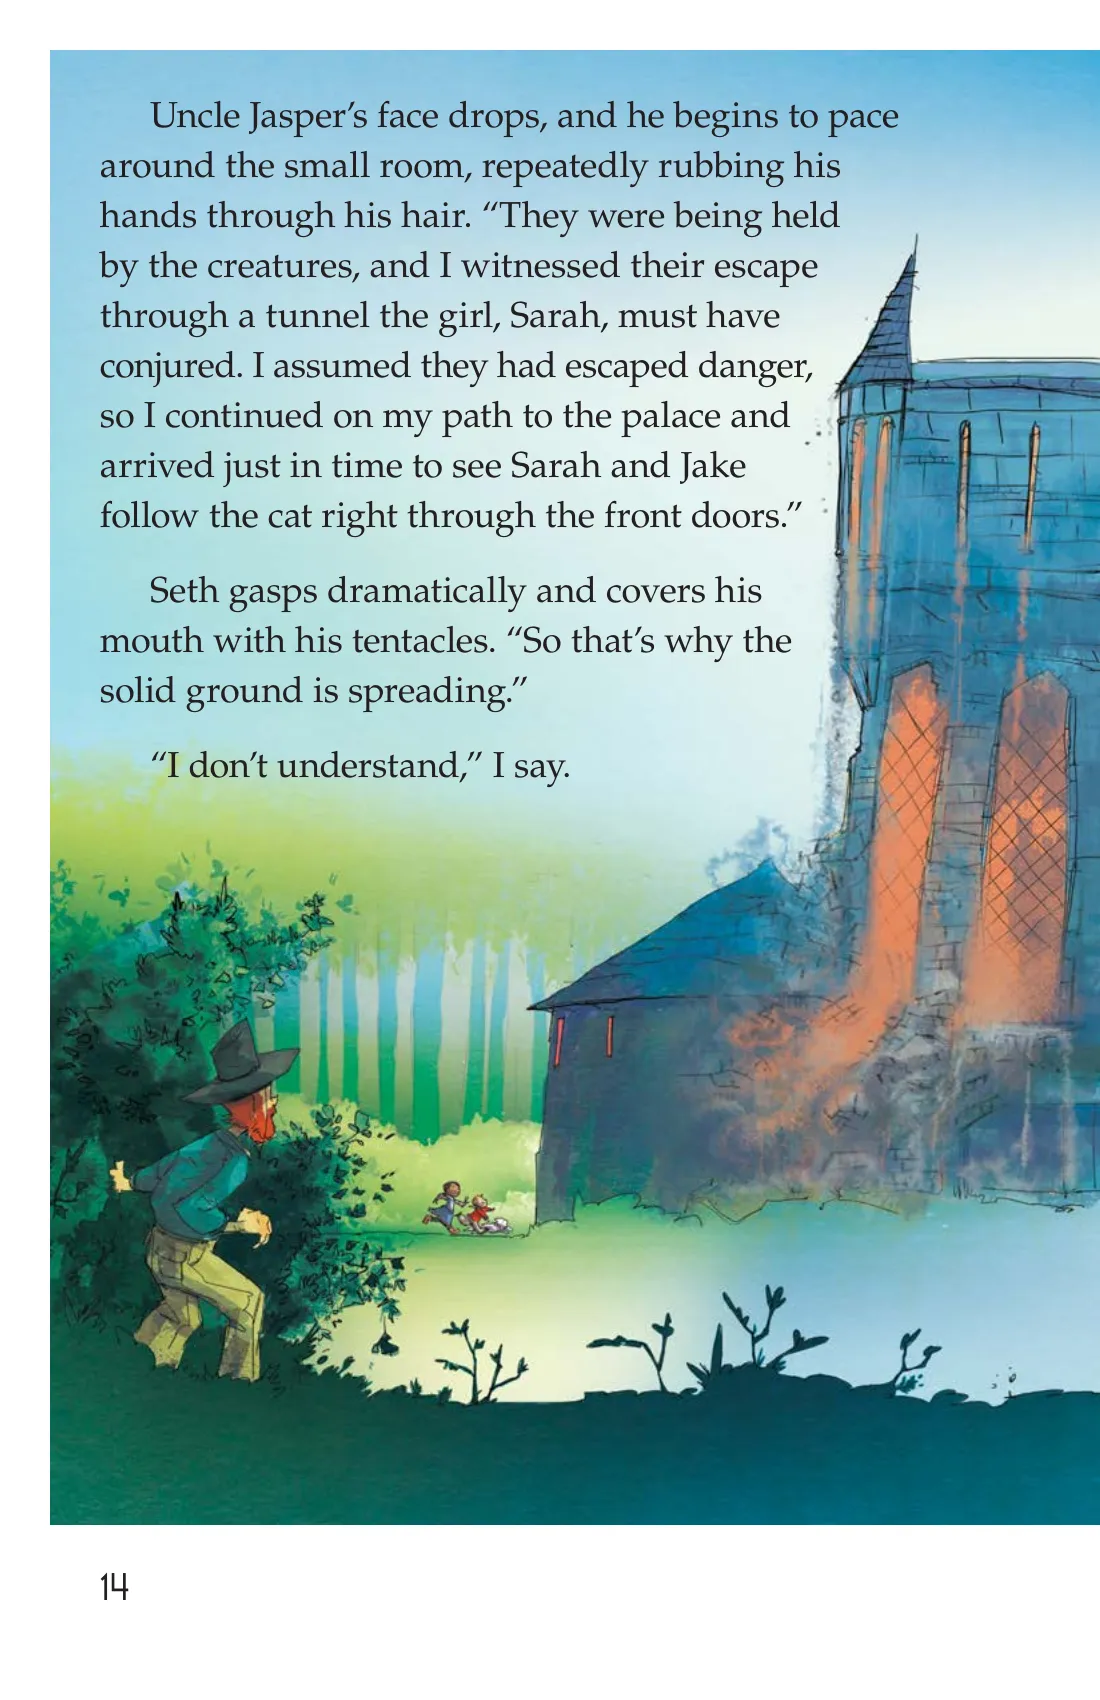 Uncle Jasper’s face drops, and he begins to pace
around the small room, repeatedly rubbing his
hands through his hair. “They were being held
by the creatures, and I witnessed their escape
through a tunnel the girl, Sarah, must have
conjured. I assumed they had escaped danger,
so I continued on my path to the palace and
arrived just in time to see Sarah and Jake
follow the cat right through the front doors.”
Seth gasps dramatically and covers his
mouth with his tentacles. “So that’s why the
solid ground is spreading.”
“I don’t understand,” I say.
14